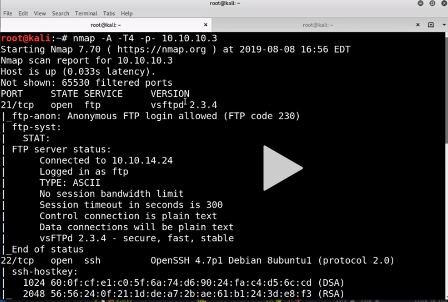 root@kali: ~
File Edit View Search Terminal Tabs Help
root@kali: ~ root@kali: ~
root@kali:~# nmap -A -T4 -p- 10.10.10.3
Starting Nmap 7.70 ( https://nmap.org ) at 2019-08-08 16:56 EDT
Nmap scan report for 10.10.10.3
Host is up (0.033s latency).
Not shown: 65530 filtered ports
PORT STATE SERVICE VERSION
21/tcp open ftp vsftpd 2.3.4
|_ftp-anon: Anonymous FTP login allowed (FTP code 230)
| ftp-syst:
| STAT:
| FTP server status:
| Connected to 10.10.14.24
| Logged in as ftp
| TYPE: ASCII
| No session bandwidth limit
| Session timeout in seconds is 300
| Control connection is plain text
| Data connections will be plain text
| vsFTPd 2.3.4 - secure, fast, stable
|_End of status
22/tcp open ssh OpenSSH 4.7p1 Debian 8ubuntu1 (protocol 2.0)
| ssh-hostkey:
| 1024 60:0f:cf:e1:c0:5f:6a:74:d6:90:24:fa:c4:d5:6c:cd (DSA)
| 2048 56:56:24:0f:21:1d:de:a7:2b:ae:61:b1:24:3d:e8:f3 (RSA)